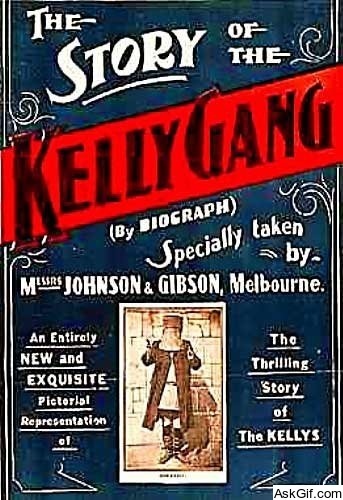 THE
STORY
OF
THE
KELLY GANG
(By BIOGRAPH)
Specially taken
by
MESSRS JOHNSON & GIBSON, Melbourne.
An Entirely
NEW and
EXQUISITE
Pictorial
Representation
of
The
Thrilling
Story
of
The KELLYS
AskGif.com